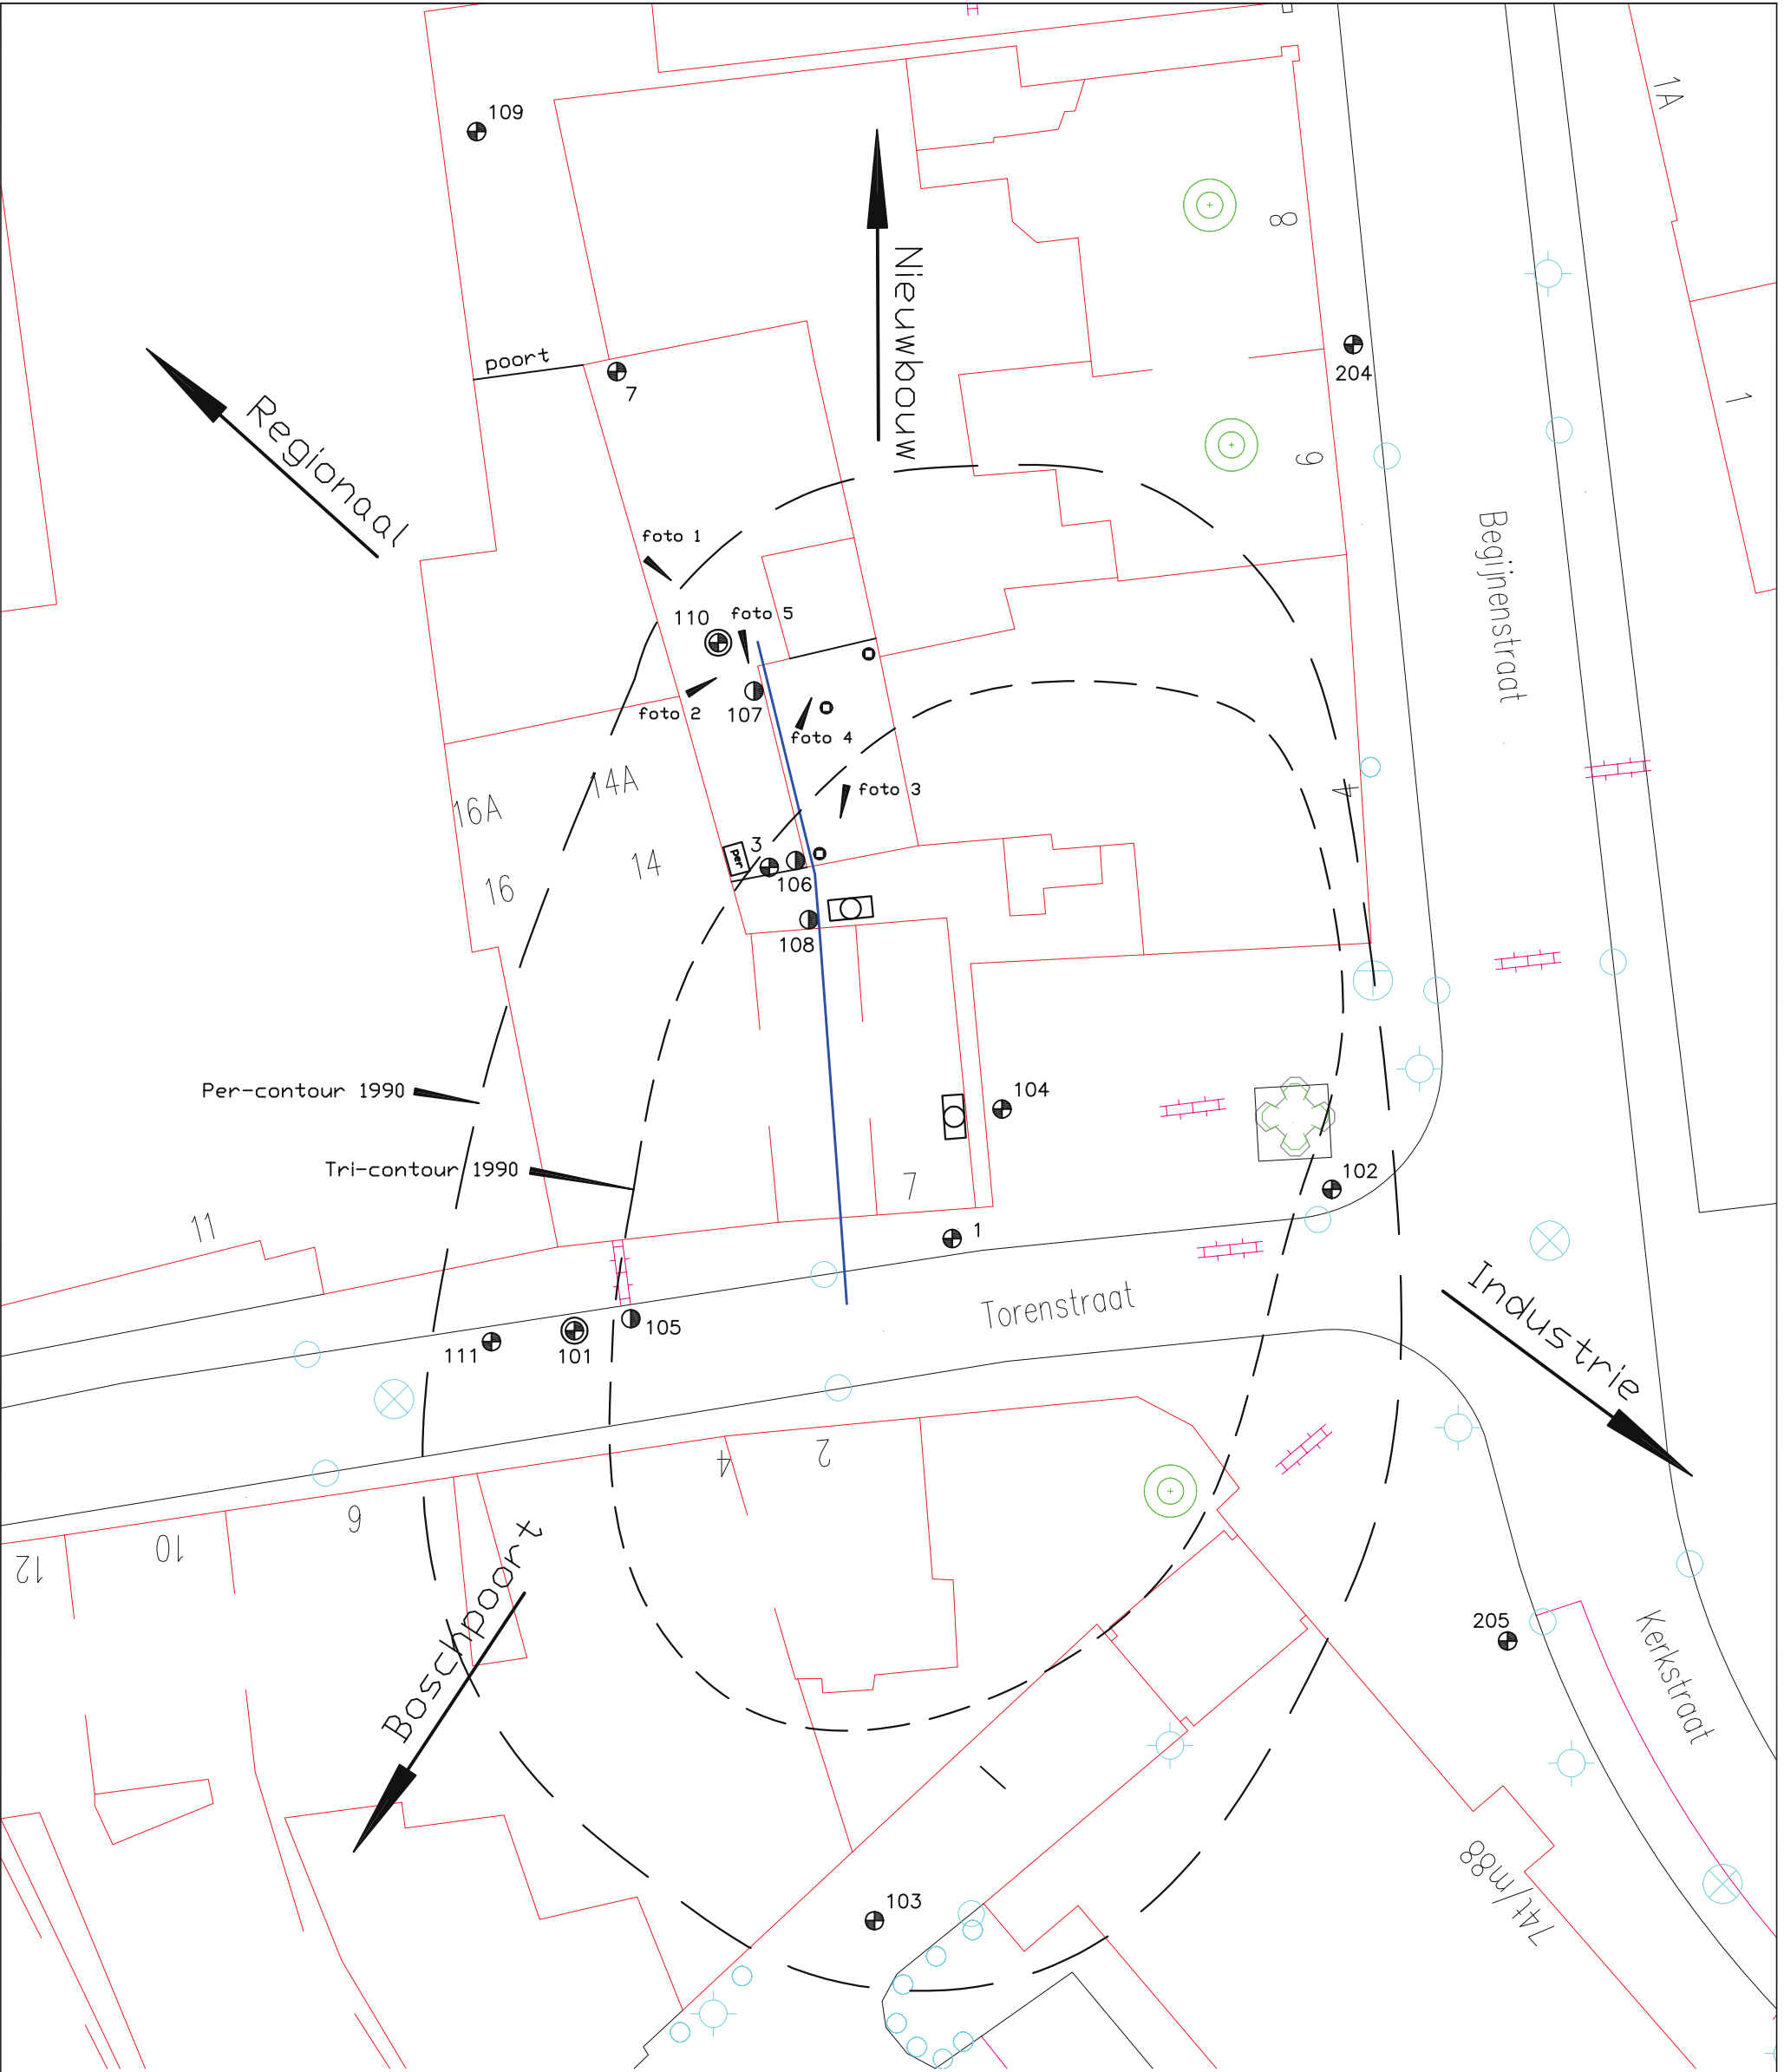 1A
109
8
Nieuwbouw
poort
7
204
1
Regionaal
9
foto 1
Begijnenstraat
110
foto 5
foto 2
107
foto 4
14A
foto 3
4
16A
14
3
per
16
106
108
Per-contour 1990
104
Tri-contour 1990
102
7
11
1
Torenstraat
Industrie
105
111
101
2
4
6
10
12
Boschpoort
205
Kerkstraat
74t/m88
103